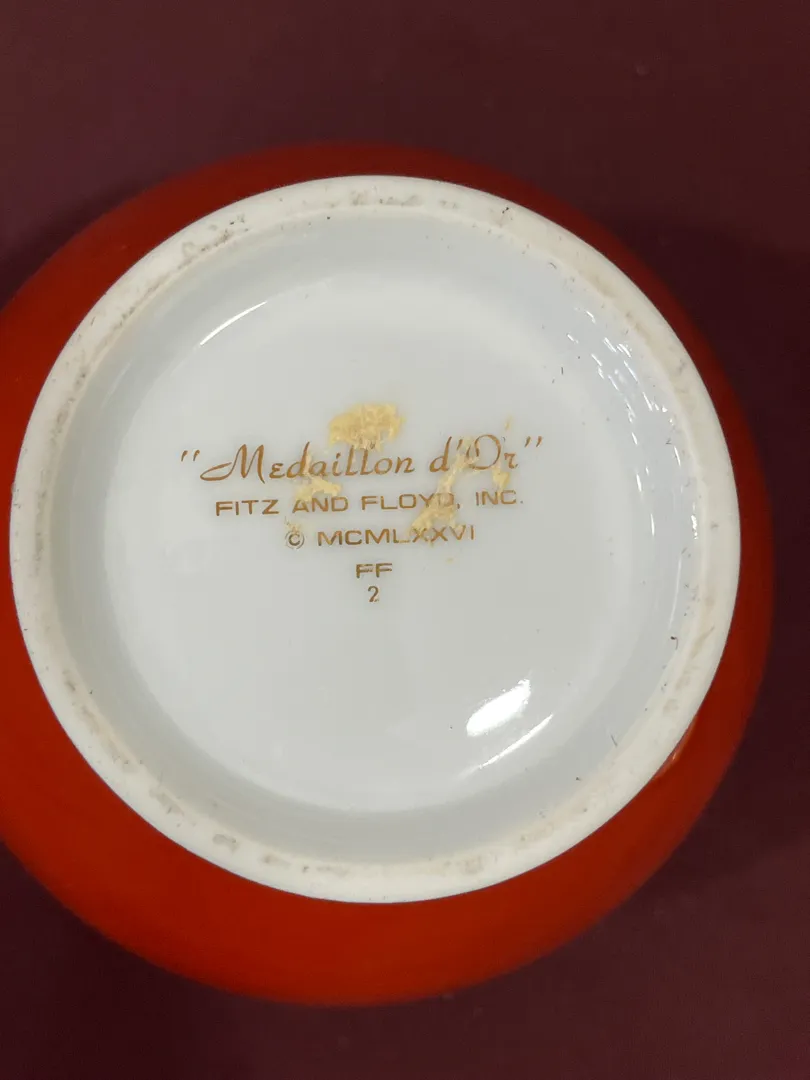 "Medaillon d'Or"
FITZ AND FLOYD, INC.
© MCMLXXVI
FF
2